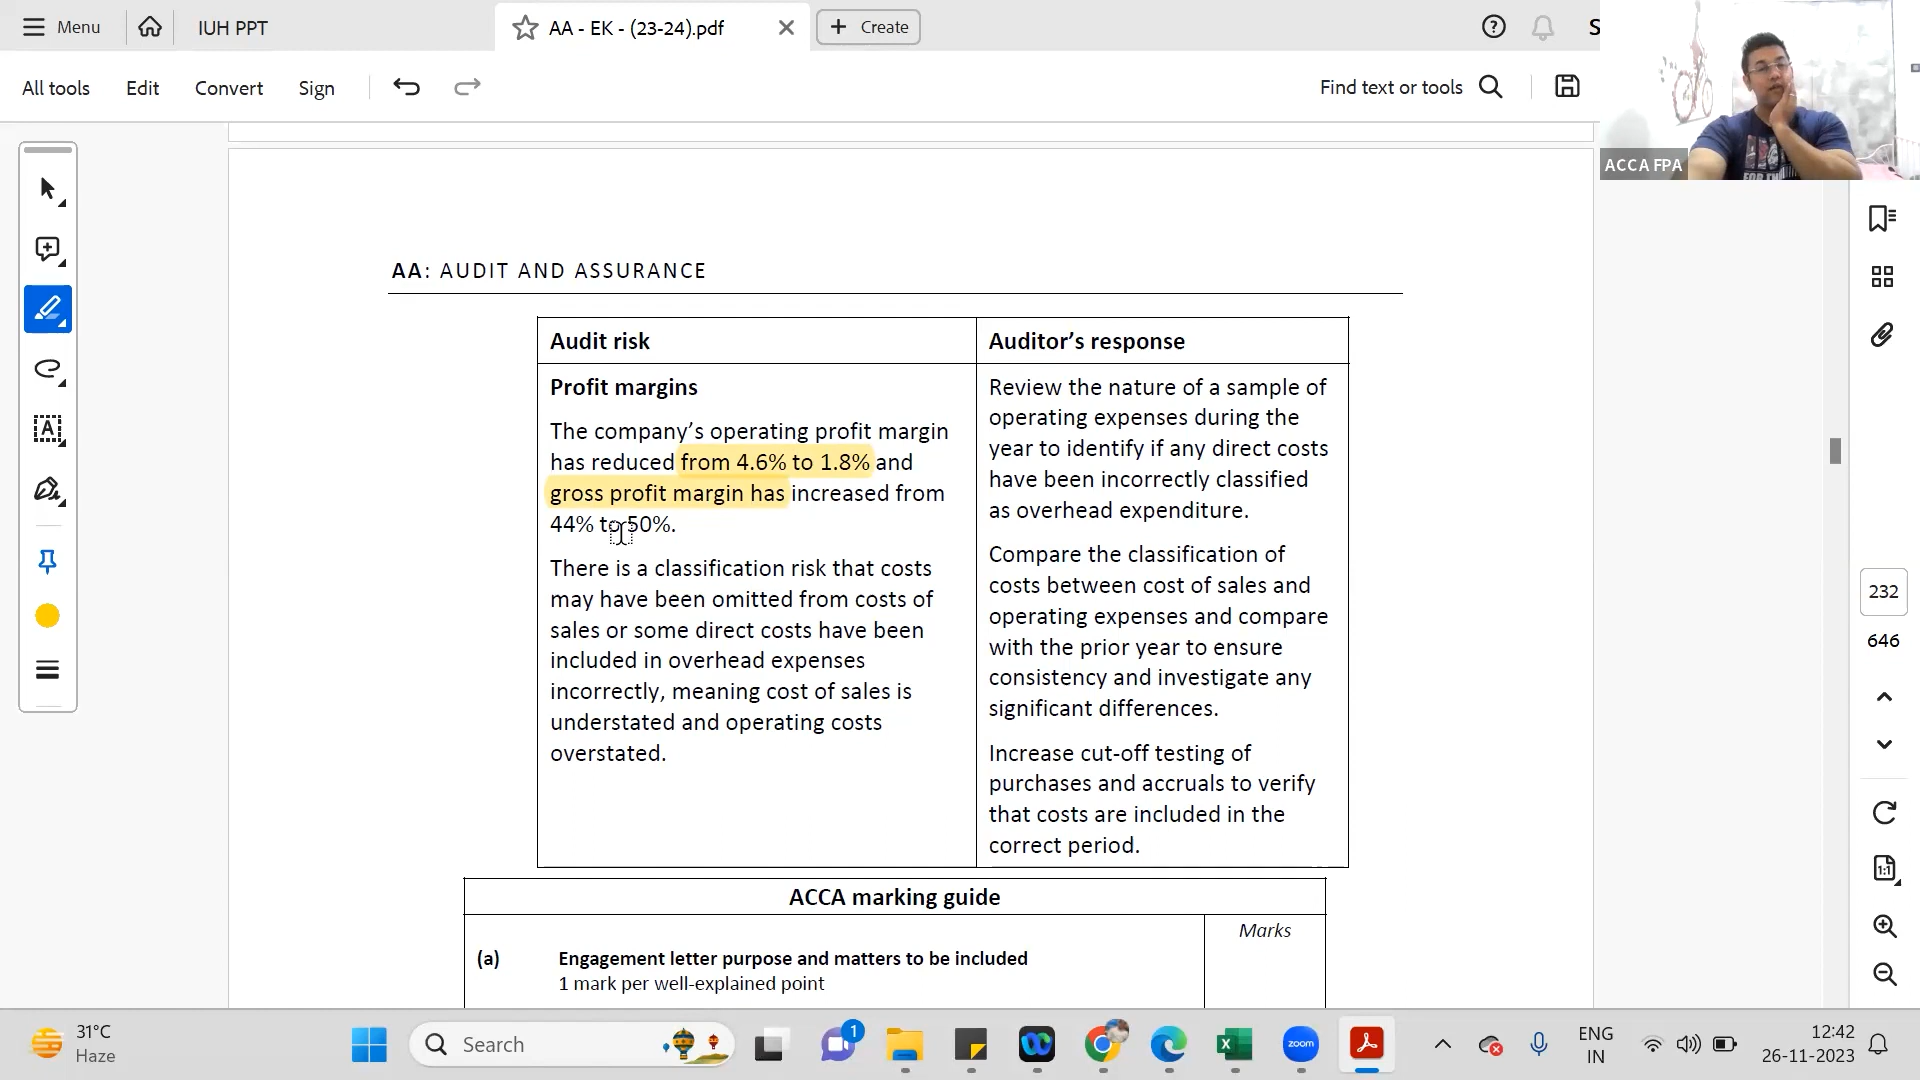 Menu
IUH PPT
AA - EK - (23-24).pdf
Create
All tools
Edit
Convert
Sign
Find text or tools
ACCA FPA
AA: AUDIT AND ASSURANCE
Audit risk
Profit margins
The company's operating profit margin
has reduced from 4.6% to 1.8% and
gross profit margin has increased from
44% to 50%.
There is a classification risk that costs
may have been omitted from costs of
sales or some direct costs have been
included in overhead expenses
incorrectly, meaning cost of sales is
understated and operating costs
overstated.
Auditor's response
Review the nature of a sample of
operating expenses during the
year to identify if any direct costs
have been incorrectly classified
as overhead expenditure.
Compare the classification of
costs between cost of sales and
operating expenses and compare
with the prior year to ensure
consistency and investigate any
significant differences.
Increase cut-off testing of
purchases and accruals to verify
that costs are included in the
correct period.
ACCA marking guide
Marks
(a) Engagement letter purpose and matters to be included
1 mark per well-explained point
232
646
1:1
31°C
Haze
Search
1
zoom
ENG
IN
12:42
26-11-2023